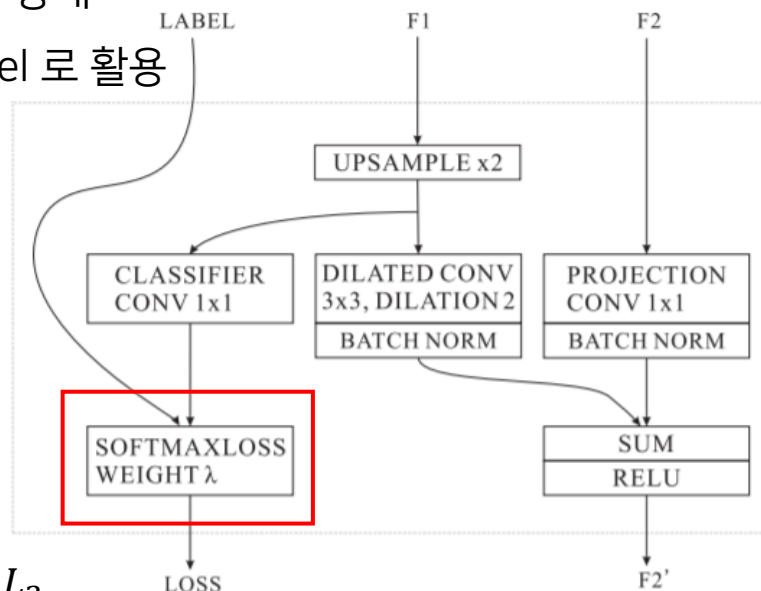 el 로 활용
LABEL
F1
F2
UPSAMPLE x2
CLASSIFIER
CONV 1x1
DILATED CONV
3x3, DILATION 2
BATCH NORM
PROJECTION
CONV 1x1
BATCH NORM
SOFTMAXLOSS
WEIGHT λ
SUM
RELU
LOSS
F2'